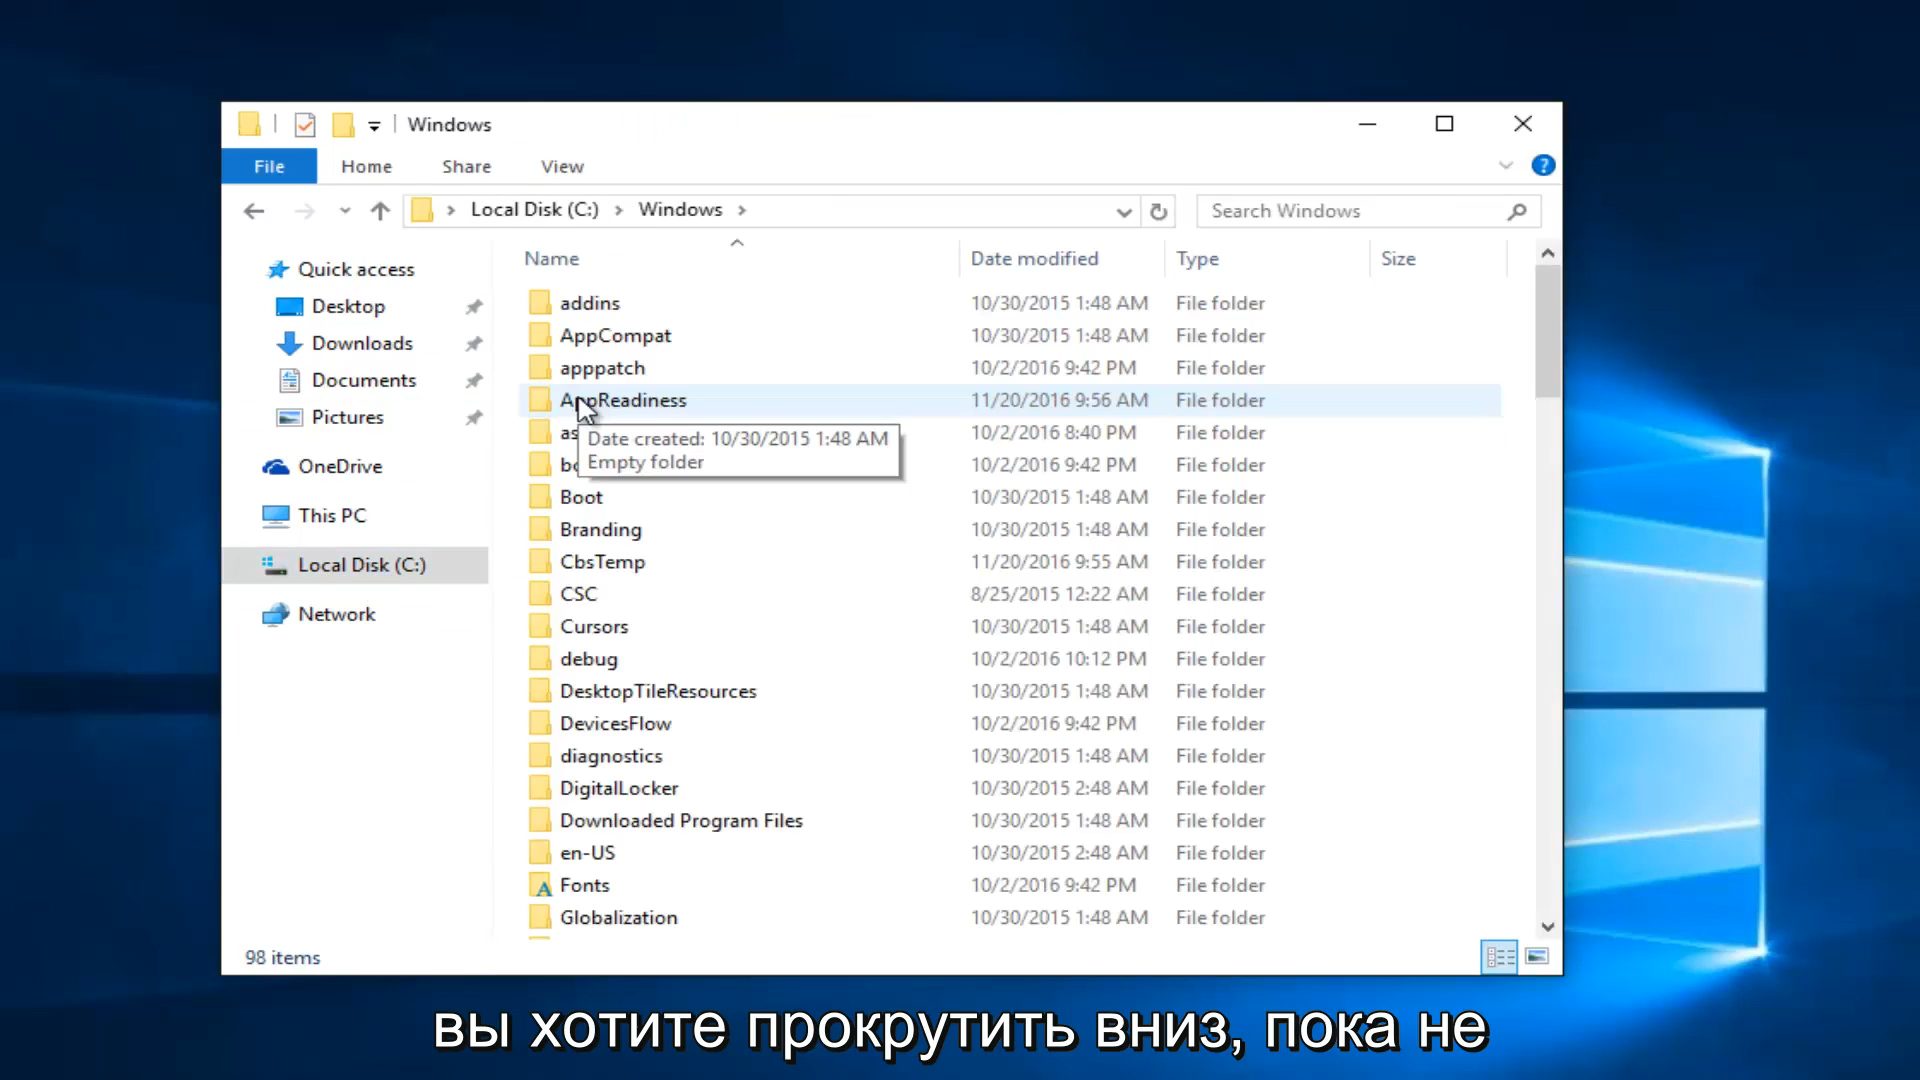 Windows
File Home Share View
Local Disk (C:) Windows
Search Windows
Name Date modified Type Size
Quick access
Desktop
Downloads
Documents
Pictures
OneDrive
This PC
Local Disk (C:)
Network
addins 10/30/2015 1:48 AM File folder
AppCompat 10/30/2015 1:48 AM File folder
apppatch 10/2/2016 9:42 PM File folder
AppReadiness 11/20/2016 9:56 AM File folder
as 10/2/2016 8:40 PM File folder
Date created: 10/30/2015 1:48 AM
Empty folder
10/2/2016 9:42 PM File folder
Boot 10/30/2015 1:48 AM File folder
Branding 10/30/2015 1:48 AM File folder
CbsTemp 11/20/2016 9:55 AM File folder
CSC 8/25/2015 12:22 AM File folder
Cursors 10/30/2015 1:48 AM File folder
debug 10/2/2016 10:12 PM File folder
DesktopTileResources 10/30/2015 1:48 AM File folder
DevicesFlow 10/2/2016 9:42 PM File folder
diagnostics 10/30/2015 1:48 AM File folder
DigitalLocker 10/30/2015 2:48 AM File folder
Downloaded Program Files 10/30/2015 1:48 AM File folder
en-US 10/30/2015 2:48 AM File folder
Fonts 10/2/2016 9:42 PM File folder
Globalization 10/30/2015 1:48 AM File folder
98 items
вы хотите прокрутить вниз, пока не